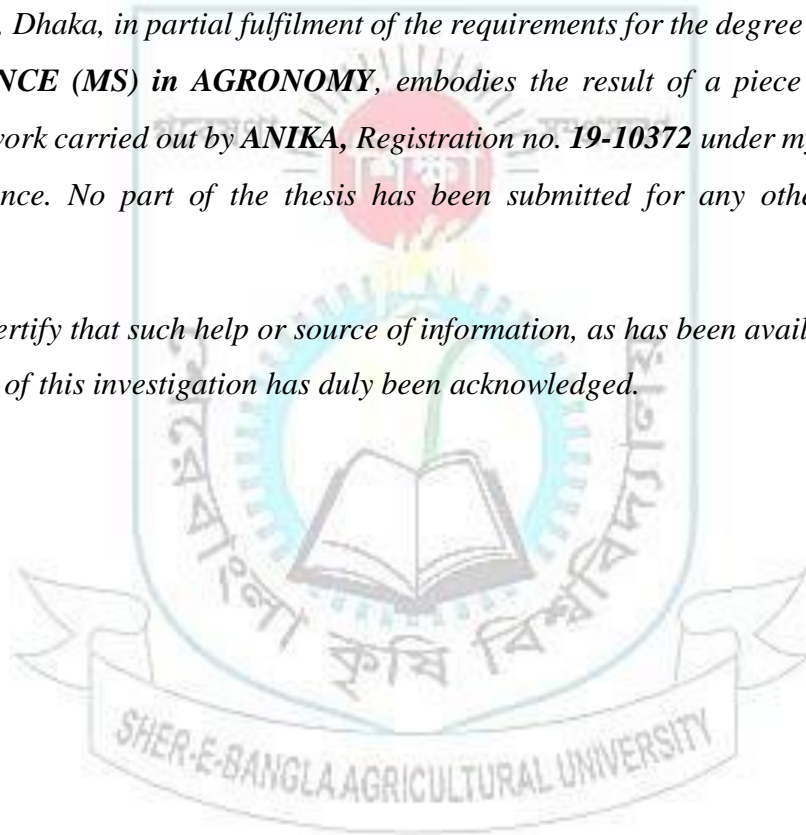 , Dhaka, in partial fulfilment of the requirements for the degree
NCE (MS) in AGRONOMY, embodies the result of a piece
work carried out by ANIKA, Registration no. 19-10372 under my
nce. No part of the thesis has been submitted for any othe
ertify that such help or source of information, as has been avail
of this investigation has duly been acknowledged.
শিক্ষা
শেরেবাংলা কৃষি বিশ্ববিদ্যালয়
SHER-E-BANGLA AGRICULTURAL UNIVERSITY